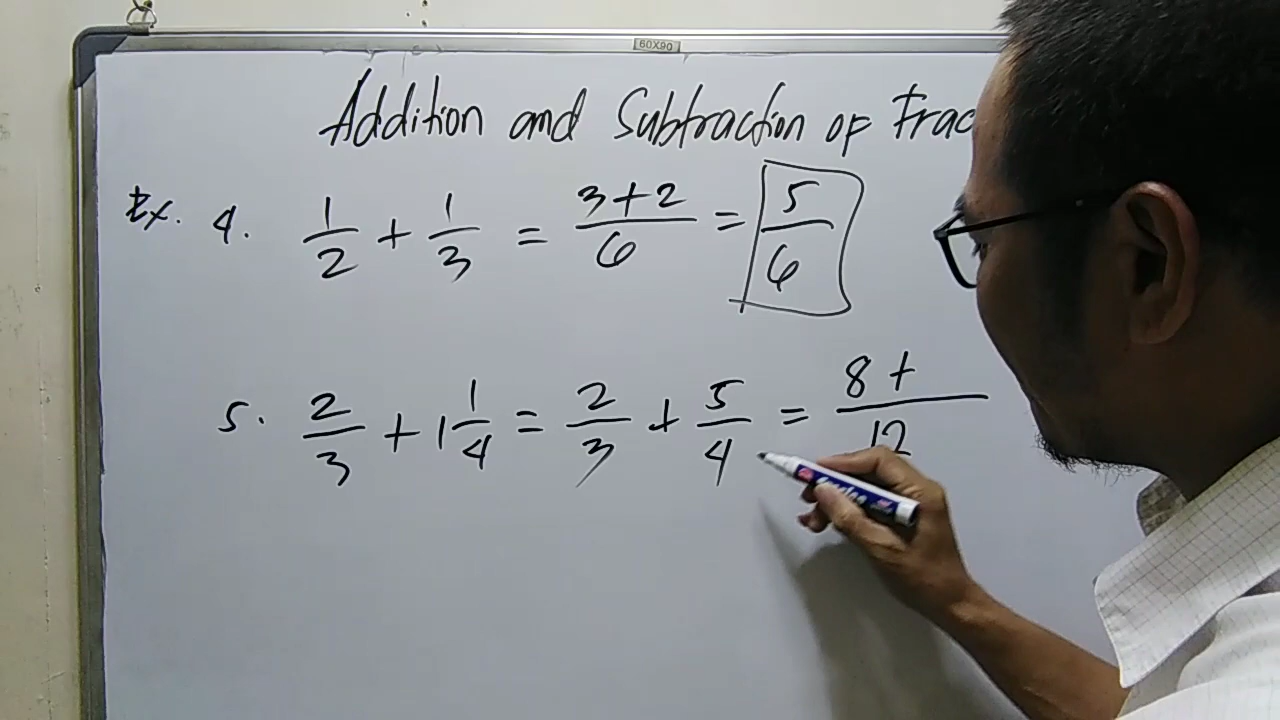 60X90
Addition and Subtraction of Frac
Ex. 4. 1/2 + 1/3 = 3+2/6 = 5/6
5. 2/3 + 1 1/4 = 2/3 + 5/4 = 8+/12